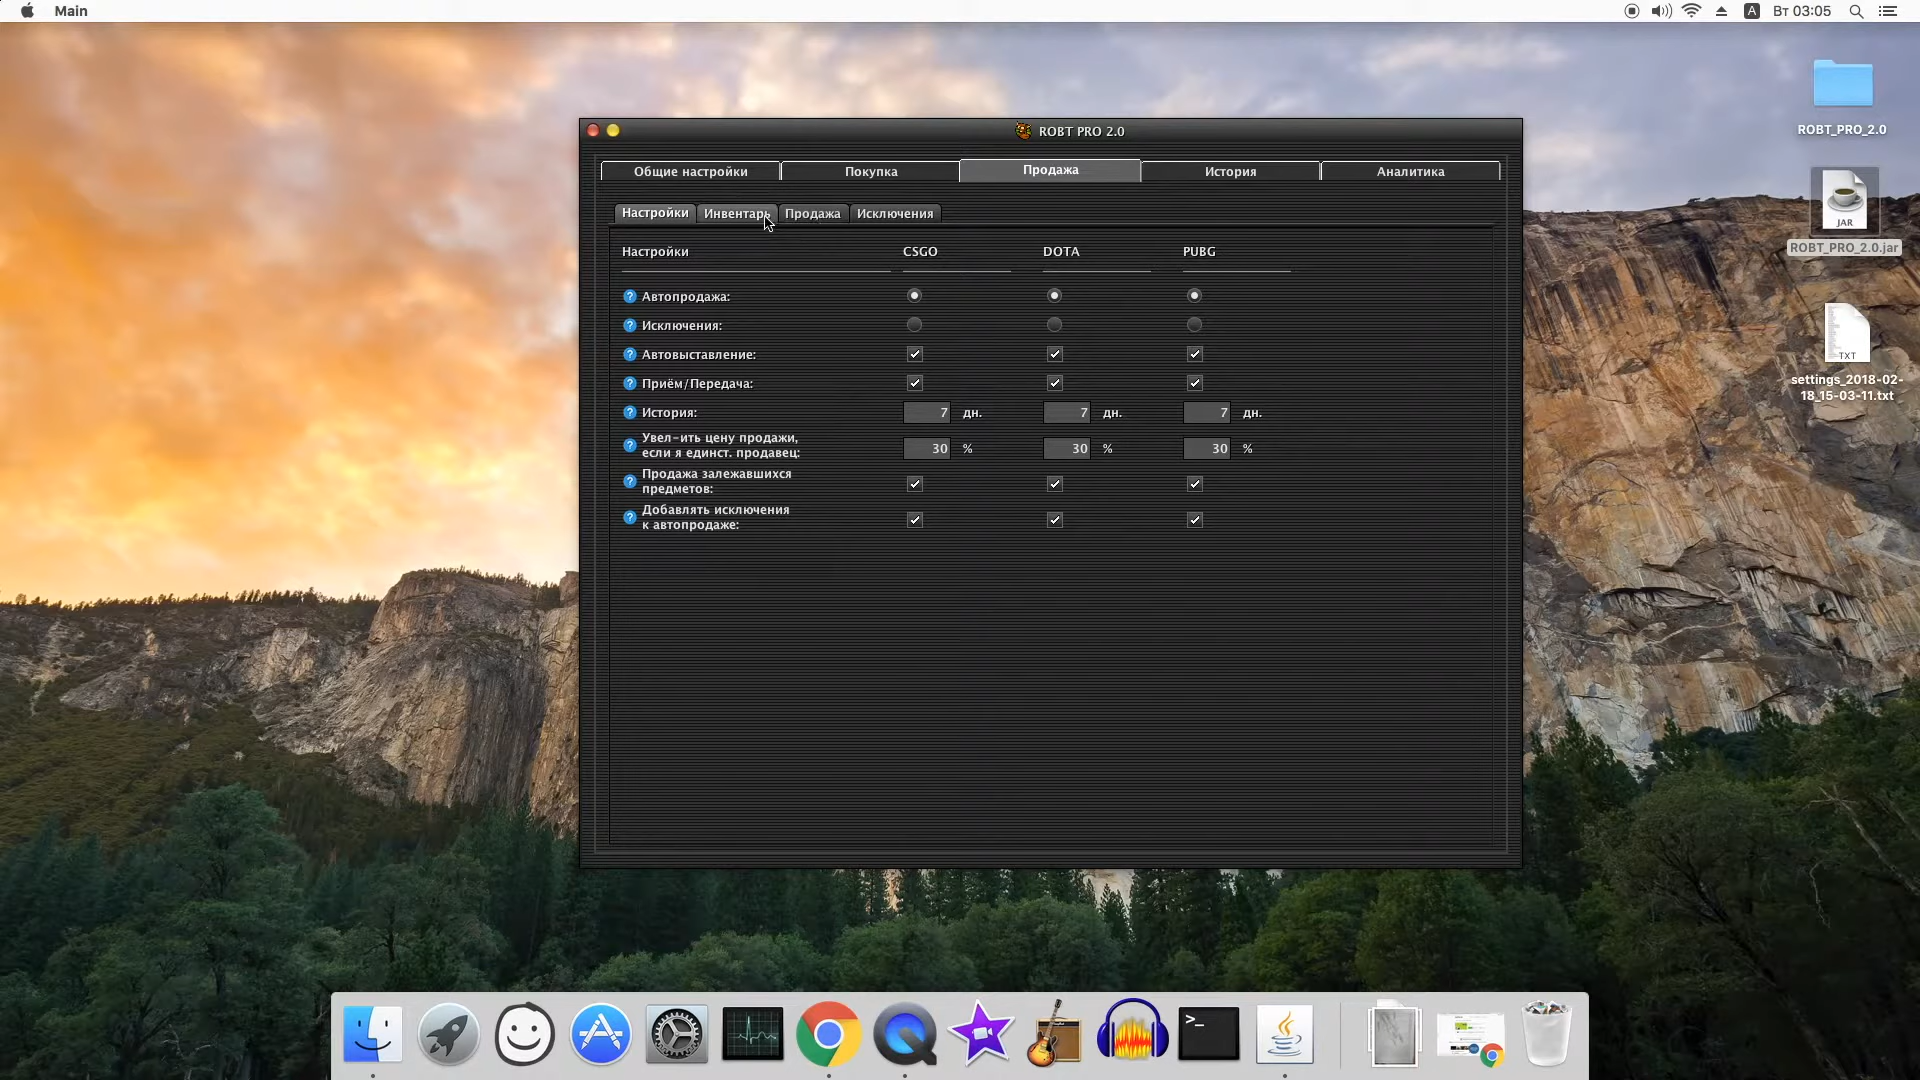 Main
A
Вт 03:05
ROBT_PRO_2.0
JAR
ROBT_PRO_2.0.jar
TXT
settings_2018-02-
18_15-03-11.txt
ROBT PRO 2.0
Общие настройки
Покупка
Продажа
История
Аналитика
Настройки
Инвентарь
Продажа
Исключения
Настройки CSGO DOTA PUBG
Автопродажа:
Исключения:
Автовыставление:
Приём/Передача:
История: 7 дн. 7 дн. 7 дн.
Увел-ить цену продажи,
если я единст. продавец: 30 % 30 % 30 %
Продажа залежавшихся
предметов:
Добавлять исключения
к автопродаже:
>_